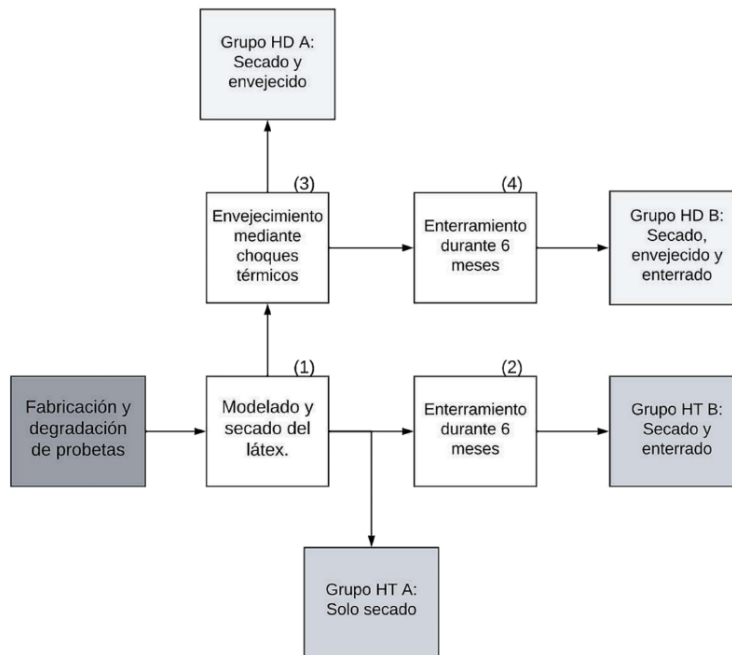 Grupo HD A:
Secado y
envejecido
(3)
Envejecimiento
mediante
choques
térmicos
(4)
Enterramiento
durante 6
meses
Grupo HD B:
Secado,
envejecido y
enterrado
Fabricación y
degradación
de probetas
(1)
Modelado y
secado del
látex.
(2)
Enterramiento
durante 6
meses
Grupo HT B:
Secado y
enterrado
Grupo HT A:
Solo secado